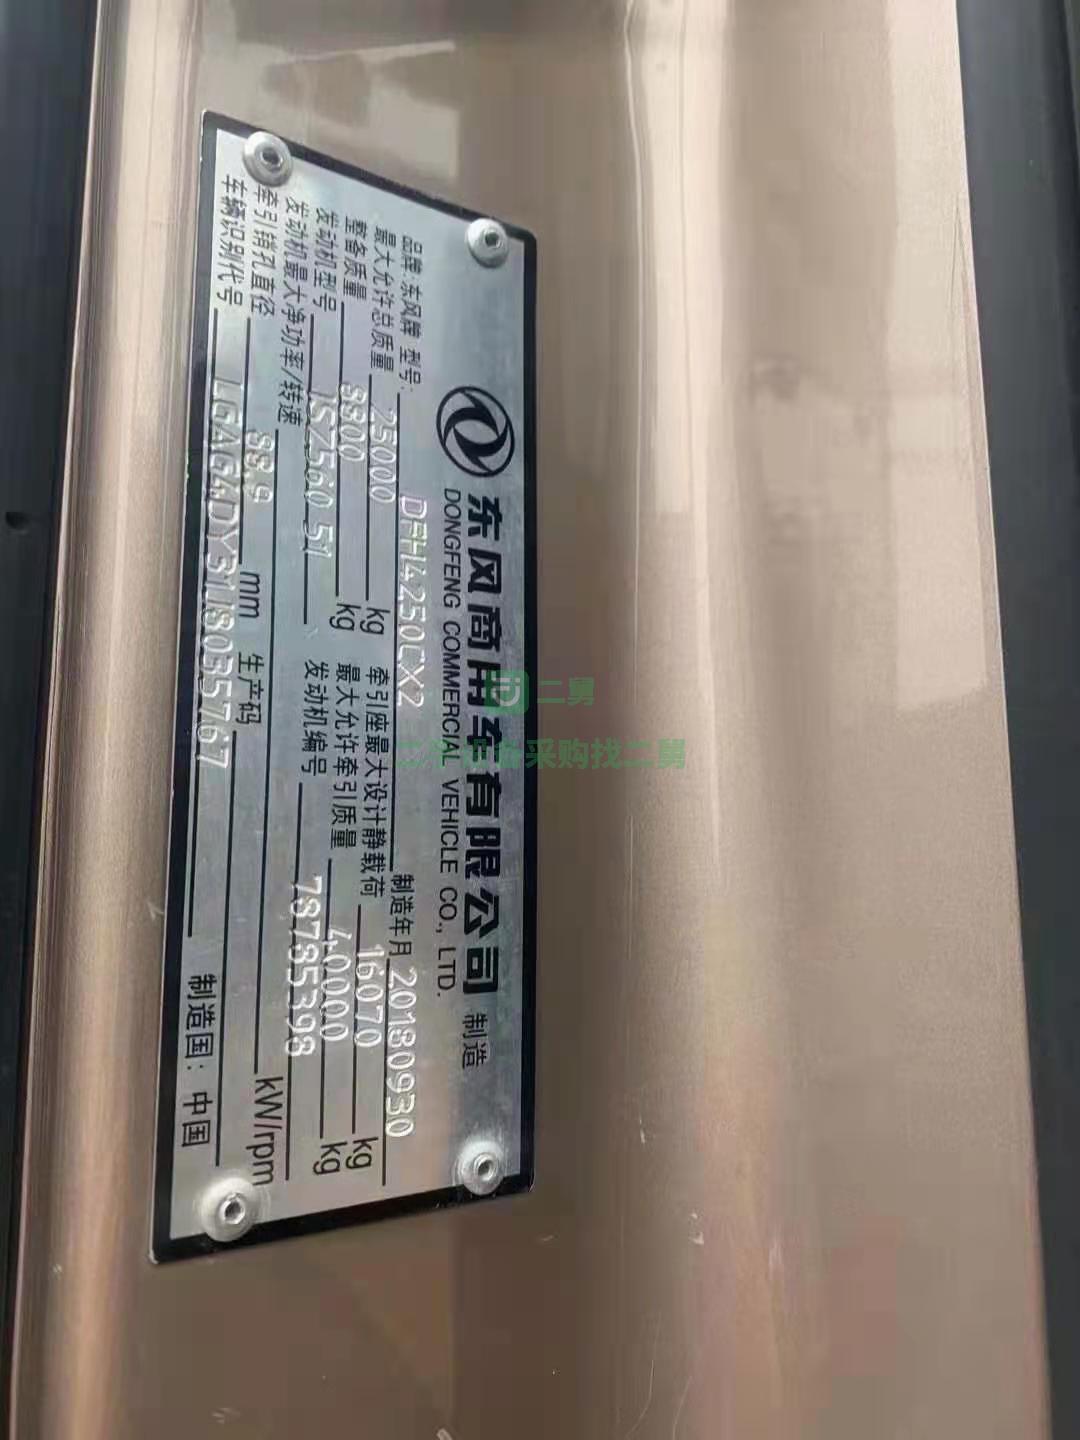 东风商用车有限公司 制造
DONGFENG COMMERCIAL VEHICLE CO., LTD.
品牌:东风牌 型号: DFH4250CX2 制造年月 20180930
最大允许总质量 25000 kg 牵引座最大设计静载荷 16070 kg
整备质量 8800 kg 最大允许牵引质量 40000 kg
发动机型号 ISZ560 51 发动机编号 78785398
发动机最大净功率/转速 kW/rpm
牵引销孔直径 88.9 mm 生产码
车辆识别代号 制造国: 中国
二舅
二手设备采购找二舅